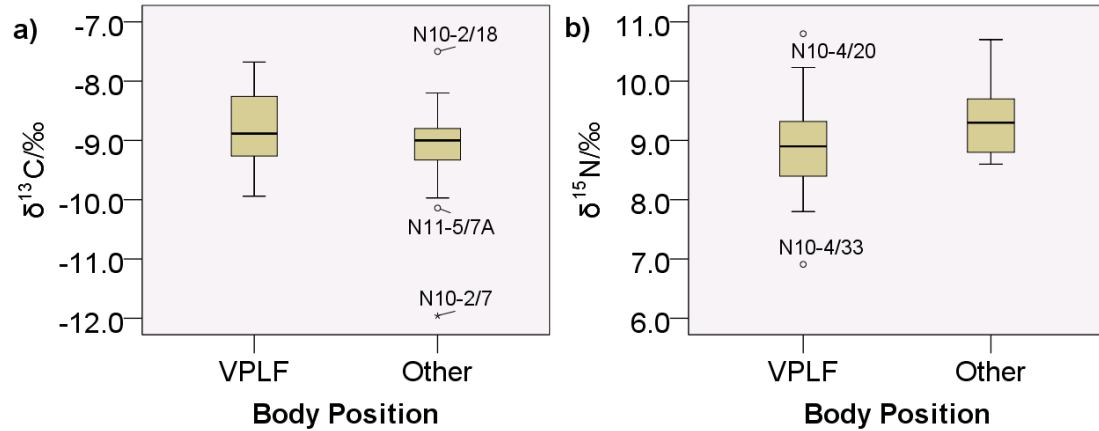 a)
δ¹³C/‰
-7.0
-8.0
-9.0
-10.0
-11.0
-12.0
N10-2/18
N11-5/7A
N10-2/7
VPLF Other
Body Position
b)
δ¹⁵N/‰
11.0
10.0
9.0
8.0
7.0
6.0
N10-4/20
N10-4/33
VPLF Other
Body Position